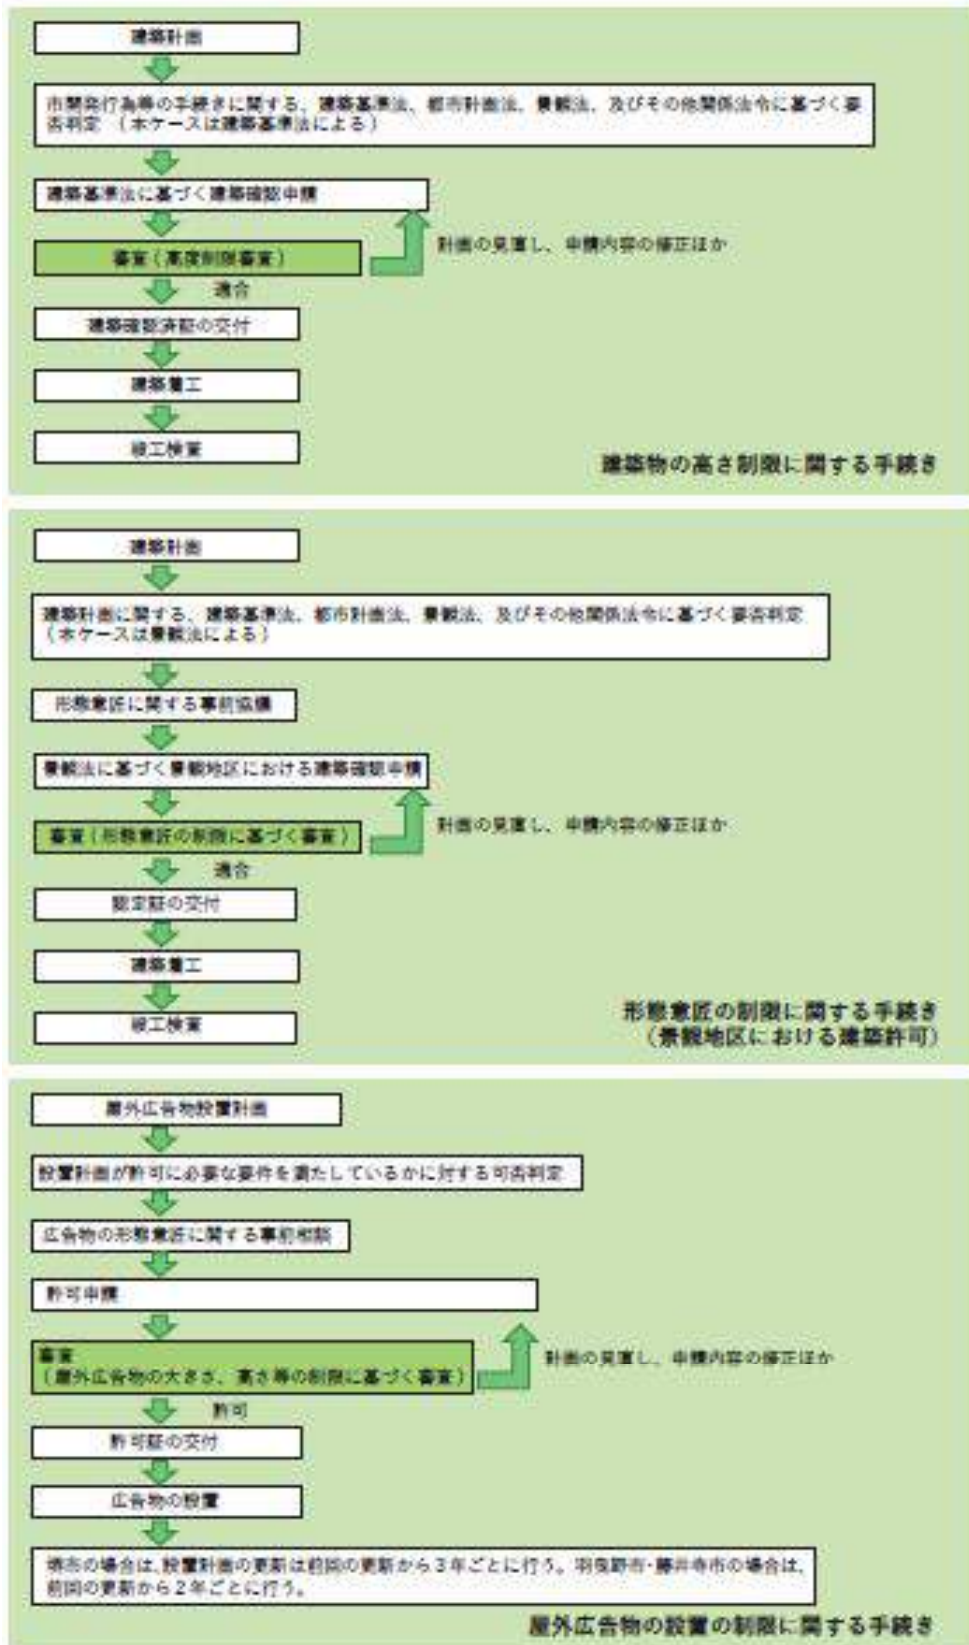 建築計画
市開発行為等の手続きに関する、建築基準法、都市計画法、景観法、及びその他関係法令に基づく要
否判定 (本ケースは建築基準法による)
建築基準法に基づく建築確認申請
計画の見直し、申請内容の修正ほか
審査(高度制限審査)
適合
建築確認済証の交付
建築着工
竣工検査
建築物の高さ制限に関する手続き
建築計画
建築計画に関する、建築基準法、都市計画法、景観法、及びその他関係法令に基づく要否判定
(本ケースは景観法による)
形態意匠に関する事前協議
景観法に基づく景観地区における建築確認申請
計画の見直し、申請内容の修正ほか
審査(形態意匠の制限に基づく審査)
適合
認定証の交付
建築着工
竣工検査
形態意匠の制限に関する手続き
(景観地区における建築許可)
屋外広告物設置計画
設置計画が許可に必要な要件を満たしているかに対する可否判定
広告物の形態意匠に関する事前相談
許可申請
審査
(屋外広告物の大きさ、高さ等の制限に基づく審査)
計画の見直し、申請内容の修正ほか
許可
許可証の交付
広告物の設置
堺市の場合は、設置計画の更新は前回の更新から3年ごとに行う。羽曳野市・藤井寺市の場合は、
前回の更新から2年ごとに行う。
屋外広告物の設置の制限に関する手続き